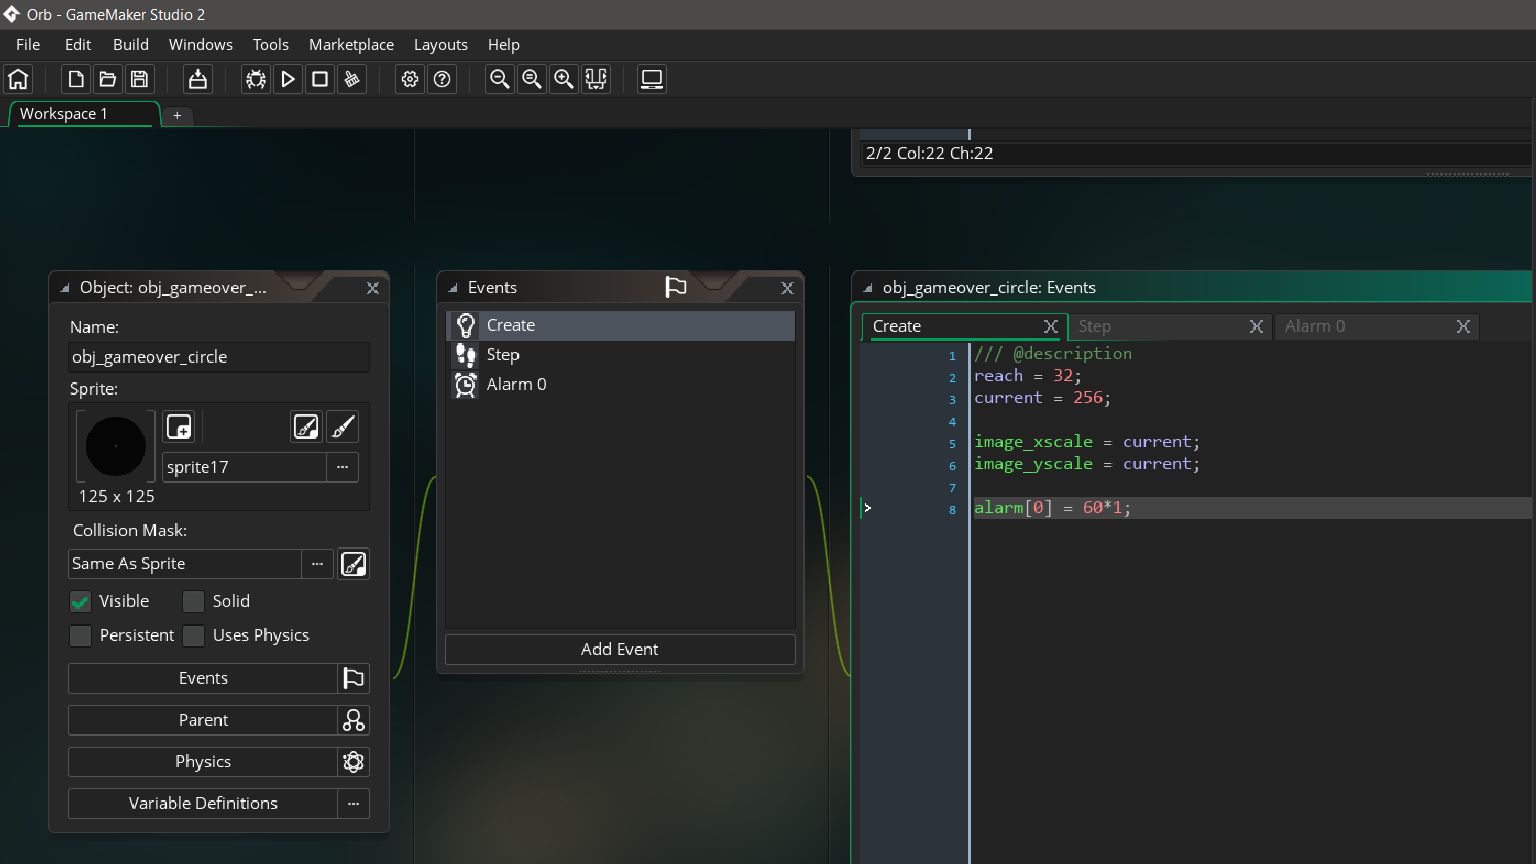 Orb - GameMaker Studio 2
File Edit Build Windows Tools Marketplace Layouts Help
Workspace 1 +
2/2 Col:22 Ch:22
Object: obj_gameover_...
Name:
obj_gameover_circle
Sprite:
sprite17 ...
125 x 125
Collision Mask:
Same As Sprite ...
Visible Solid
Persistent Uses Physics
Events
Parent
Physics
Variable Definitions ...
Events
Create
Step
Alarm 0
Add Event
obj_gameover_circle: Events
Create Step Alarm 0
1 /// @description
2 reach = 32;
3 current = 256;
4
5 image_xscale = current;
6 image_yscale = current;
7
8 alarm[0] = 60*1;